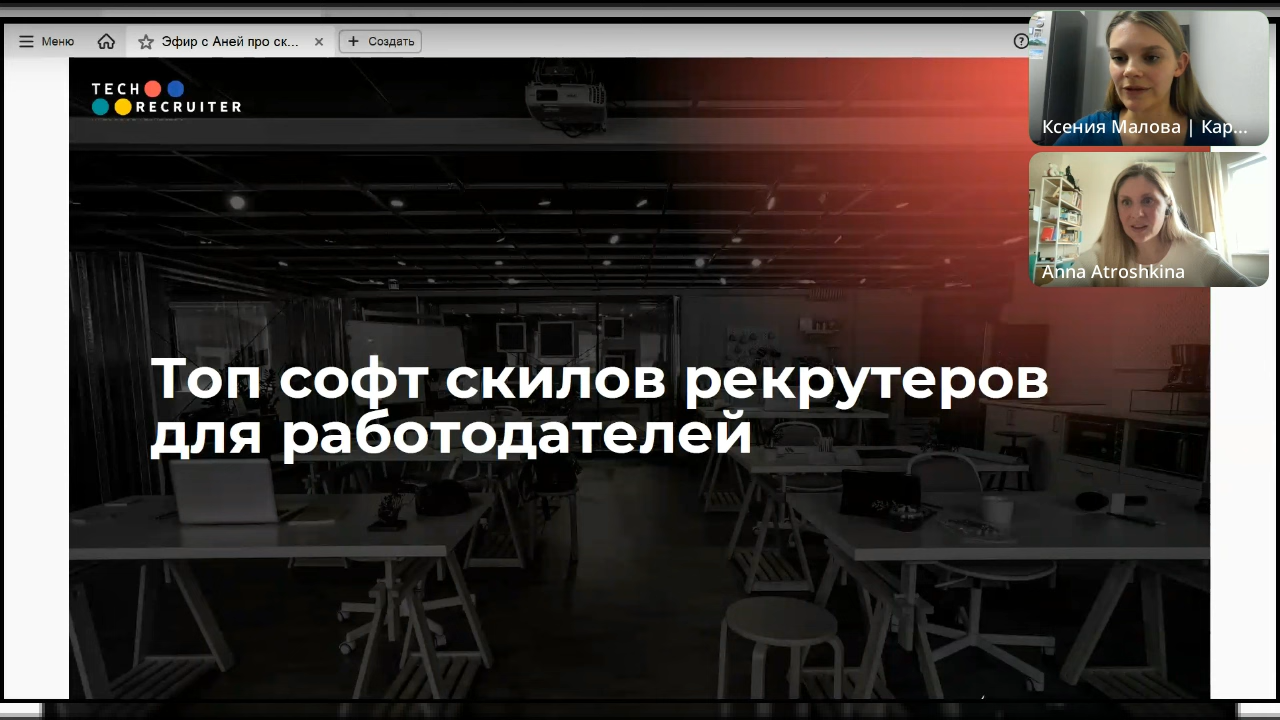 Меню
Эфир с Аней про ск...
Создать
TECH
RECRUITER
Ксения Малова | Кар...
Anna Atroshkina
Топ софт скилов рекрутеров
для работодателей